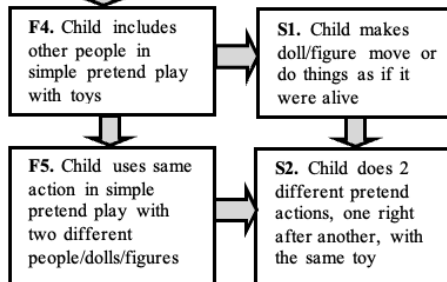 F4. Child includes
other people in
simple pretend play
with toys
S1. Child makes
doll/figure move or
do things as if it
were alive
F5. Child uses same
action in simple
pretend play with
two different
people/dolls/figures
S2. Child does 2
different pretend
actions, one right
after another, with
the same toy